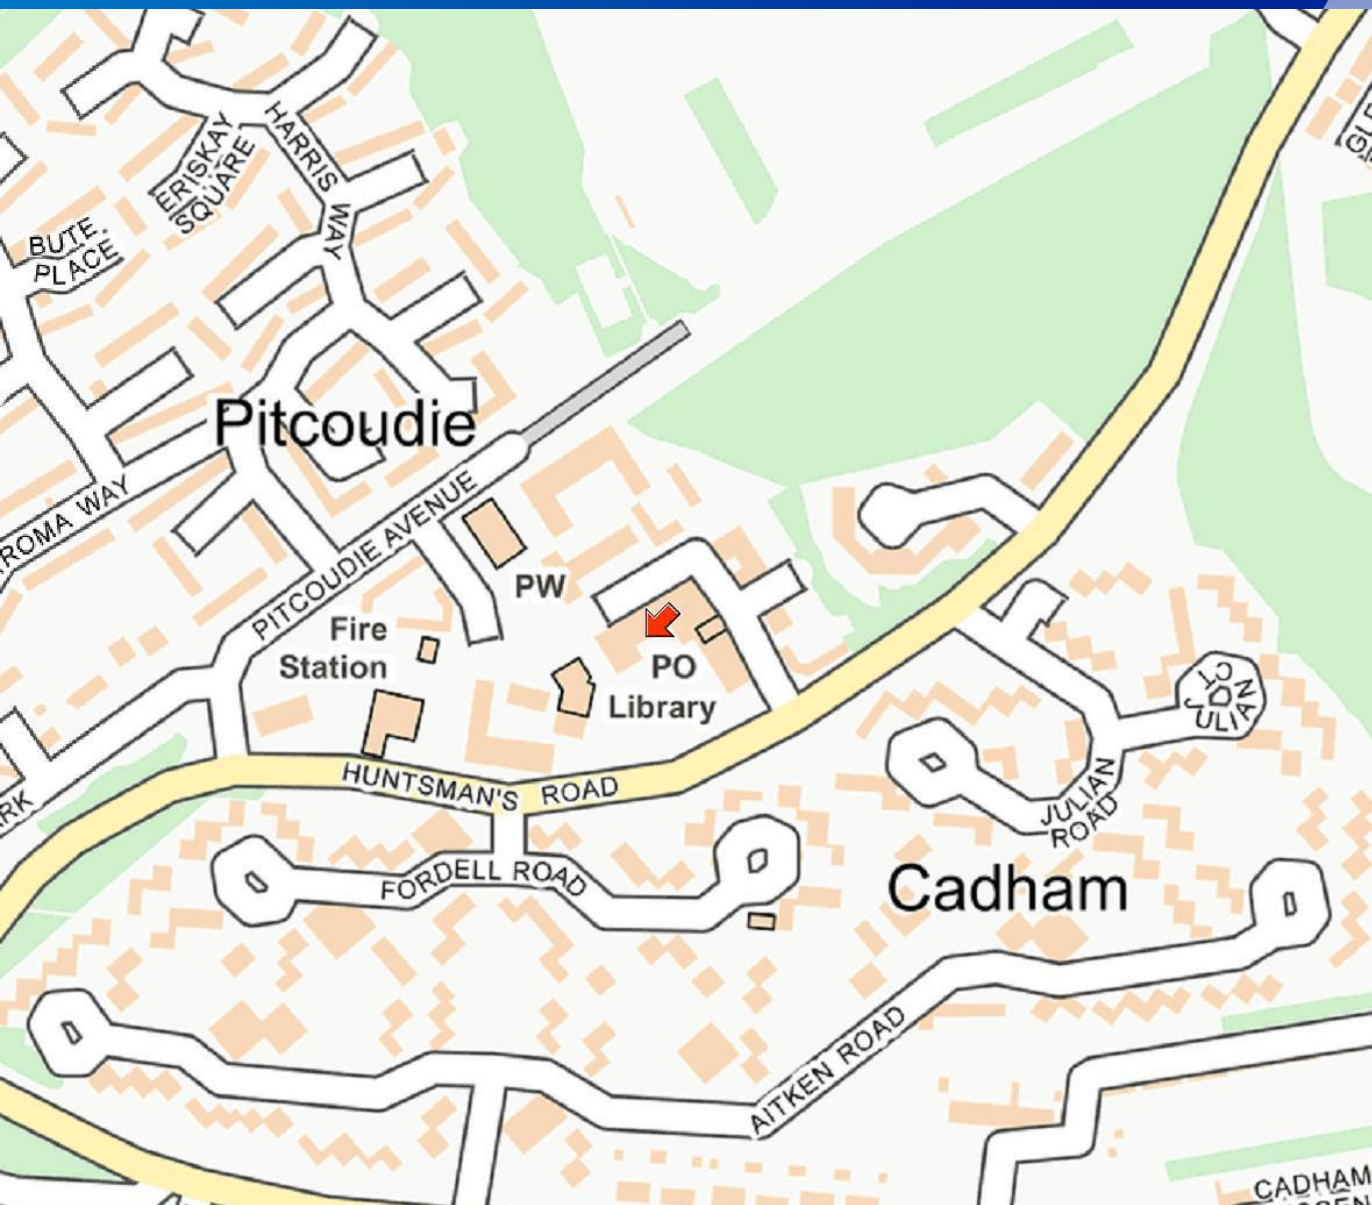 HARRIS WAY
ERISKAY
SQUARE
BUTE
PLACE
Pitcoudie
ROMA WAY
PITCOUDIE AVENUE
PW
Fire
Station
PO
Library
HUNTSMAN'S ROAD
JULIAN
CT
JULIAN
ROAD
ARK
FORDELL ROAD
Cadham
AITKEN ROAD
CADHAM